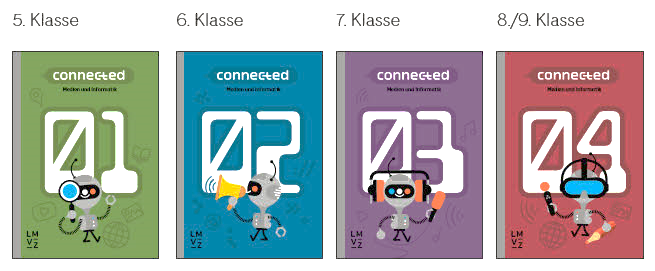 5. Klasse
6. Klasse
7. Klasse
8./9. Klasse
connected
Medien und Informatik
01
LM
VZ
connected
Medien und Informatik
02
LM
VZ
connected
Medien und Informatik
03
LM
VZ
connected
Medien und Informatik
04
LM
VZ